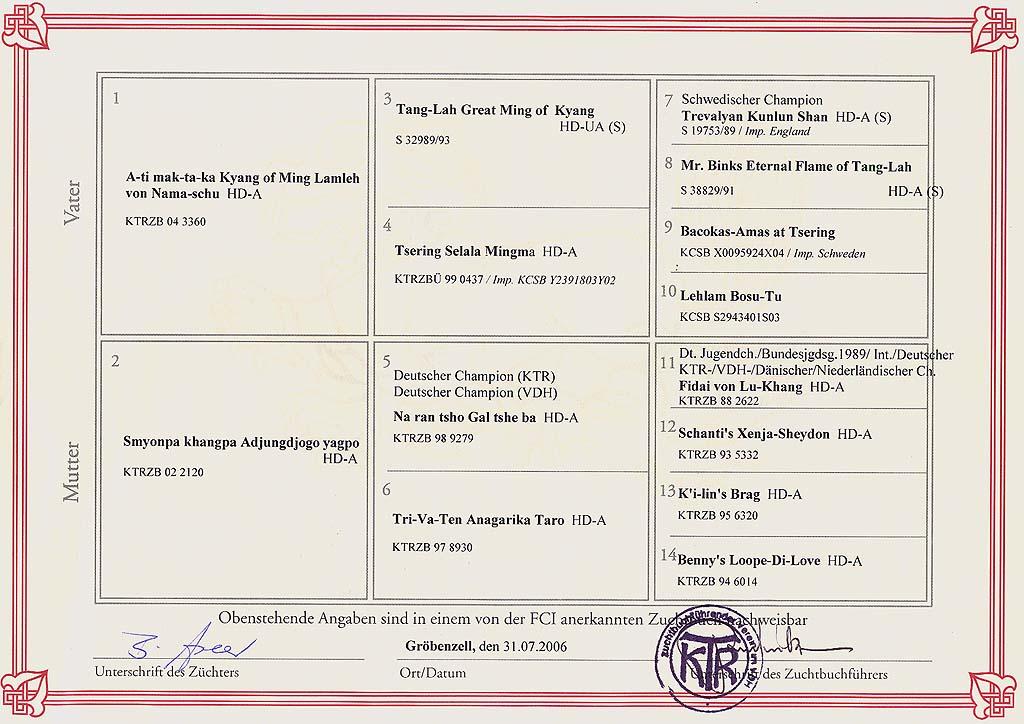 Vater
1
A-ti mak-ta-ka Kyang of Ming Lamleh
von Nama-schu HD-A
KTRZB 04 3360
3
Tang-Lah Great Ming of Kyang
HD-UA (S)
S 32989/93
4
Tsering Selala Mingma HD-A
KTRZBÜ 99 0437 / Imp. KCSB Y2391803Y02
7
Schwedischer Champion
Trevalyan Kunlun Shan HD-A (S)
S 19753/89 / Imp. England
8
Mr. Binks Eternal Flame of Tang-Lah
S 38829/91 HD-A (S)
9
Bacokas-Amas at Tsering
KCSB X0095924X04 / Imp. Schweden
10
Lehlam Bosu-Tu
KCSB S2943401S03
Mutter
2
Smyonpa khangpa Adjungdjogo yagpo
HD-A
KTRZB 02 2120
5
Deutscher Champion (KTR)
Deutscher Champion (VDH)
Na ran tsho Gal tshe ba HD-A
KTRZB 98 9279
6
Tri-Va-Ten Anagarika Taro HD-A
KTRZB 97 8930
11
Dt. Jugendch./Bundesjgdsg.1989/ Int./Deutscher
KTR-/VDH-/Dänischer/Niederländischer Ch.
Fidai von Lu-Khang HD-A
KTRZB 88 2622
12
Schanti's Xenja-Sheydon HD-A
KTRZB 93 5332
13
K'i-lin's Brag HD-A
KTRZB 95 6320
14
Benny's Loope-Di-Love HD-A
KTRZB 94 6014
Obenstehende Angaben sind in einem von der FCI anerkannten Zuchtbuch nachweisbar
Gröbenzell, den 31.07.2006
Unterschrift des Züchters
Ort/Datum
Unterschrift des Zuchtbuchführers
zuchtbuchführender Verein im VDH
KTR